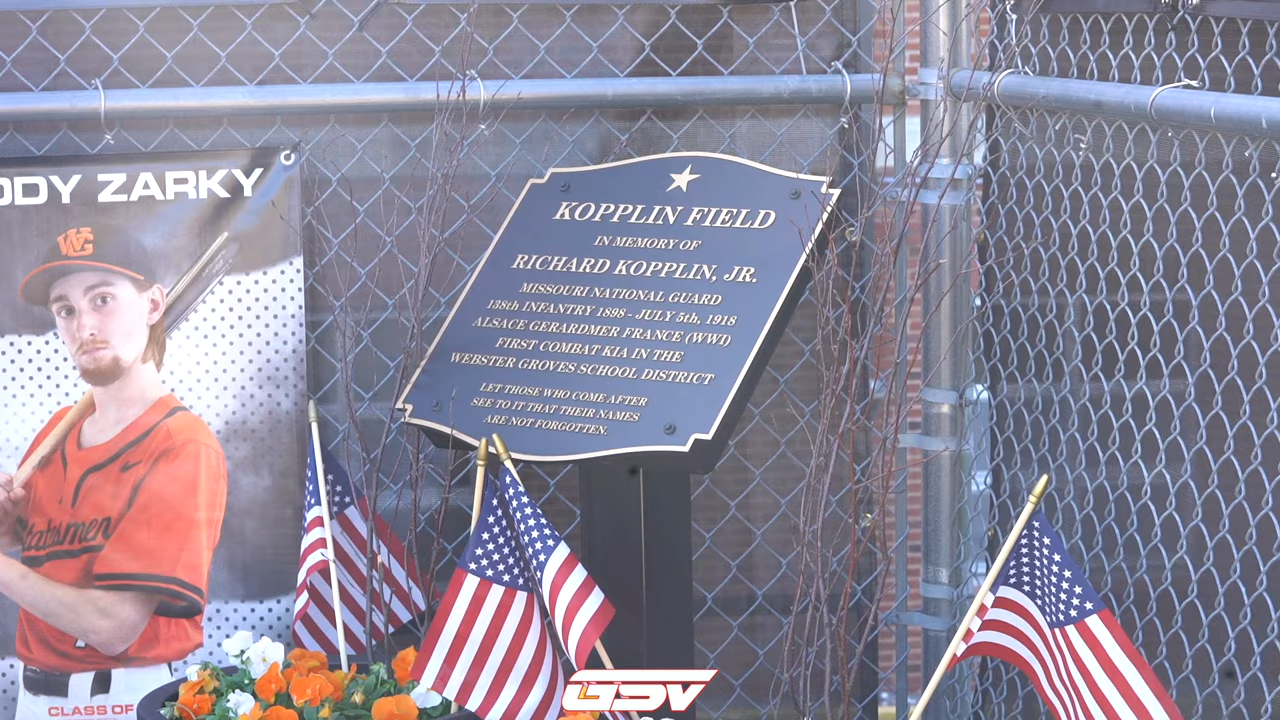 ODY ZARKY
WG
Statesmen
CLASS OF
KOPPLIN FIELD
IN MEMORY OF
RICHARD KOPPLIN, JR.
MISSOURI NATIONAL GUARD
138th INFANTRY 1898 - JULY 5th, 1918
ALSACE GERARDMER FRANCE (WWI)
FIRST COMBAT KIA IN THE
WEBSTER GROVES SCHOOL DISTRICT
LET THOSE WHO COME AFTER
SEE TO IT THAT THEIR NAMES
ARE NOT FORGOTTEN.
GSV